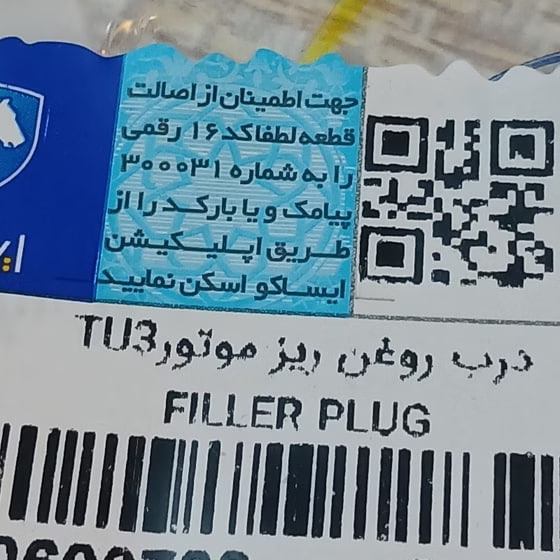 جهت اطمینان از اصالت
قطعه لطفا کد ۱۶ رقمی
را به شماره ۳۰۰۰۳۱
پیامک و یا بارکد را از
طریق اپلیکیشن
ایساکو اسکن نمایید
درب روغن ریز موتور TU3
FILLER PLUG